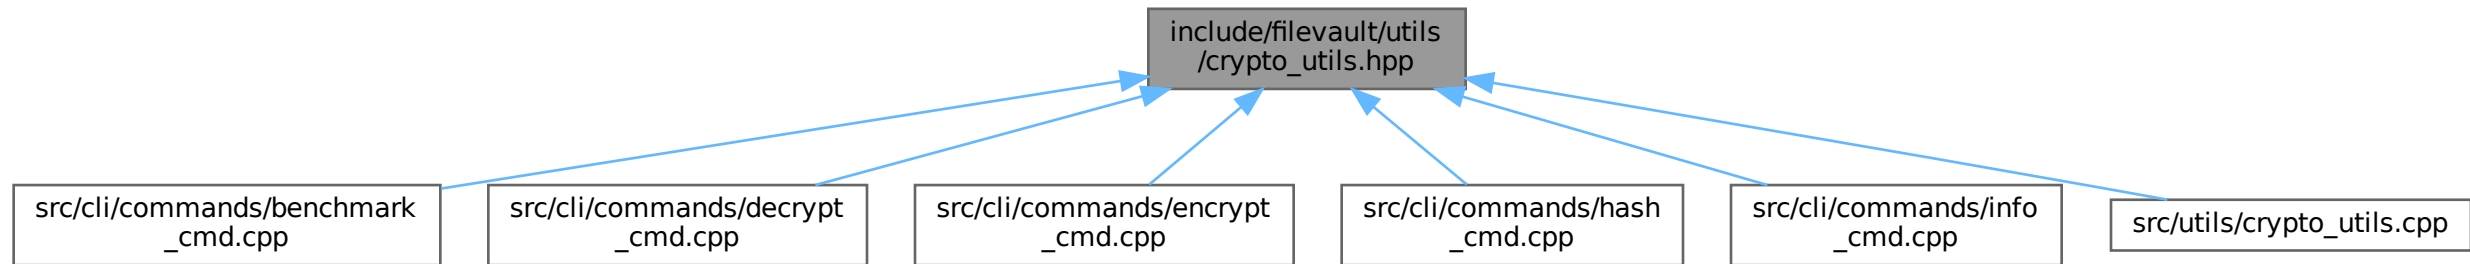 include/filevault/utils
/crypto_utils.hpp
src/cli/commands/benchmark
_cmd.cpp
src/cli/commands/decrypt
_cmd.cpp
src/cli/commands/encrypt
_cmd.cpp
src/cli/commands/hash
_cmd.cpp
src/cli/commands/info
_cmd.cpp
src/utils/crypto_utils.cpp